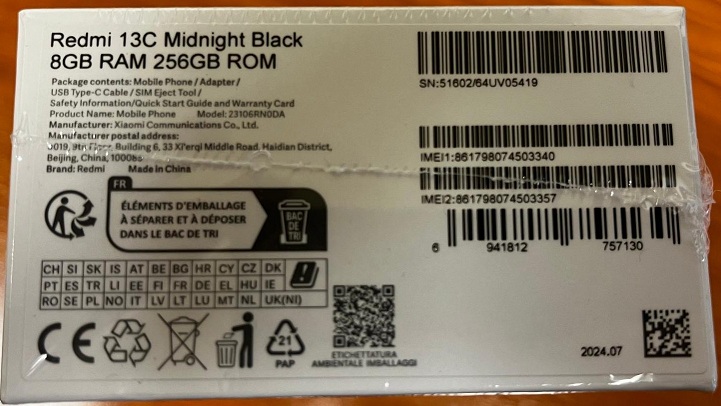 Redmi 13C Midnight Black
8GB RAM 256GB ROM
Package contents: Mobile Phone / Adapter /
USB Type-C Cable / SIM Eject Tool /
Safety Information/Quick Start Guide and Warranty Card
Product Name: Mobile Phone Model: 23106RN0DA
Manufacturer: Xiaomi Communications Co., Ltd.
Manufacturer postal address:
#019, 9th Floor, Building 6, 33 Xi'erqi Middle Road, Haidian District,
Beijing, China, 100085
Brand: Redmi Made in China
SN:51602/64UV05419
IMEI1:861798074503340
IMEI2:861798074503357
6 941812 757130
FR
ÉLÉMENTS D'EMBALLAGE
À SÉPARER ET À DÉPOSER
DANS LE BAC DE TRI
BAC
DE
TRI
CH SI SK IS AT BE BG HR CY CZ DK
PT ES TR LI EE FI FR DE EL HU IE
RO SE PL NO IT LV LT LU MT NL UK(NI)
CE
21
PAP
ETICHETTATURA
AMBIENTALE IMBALLAGGI
2024.07